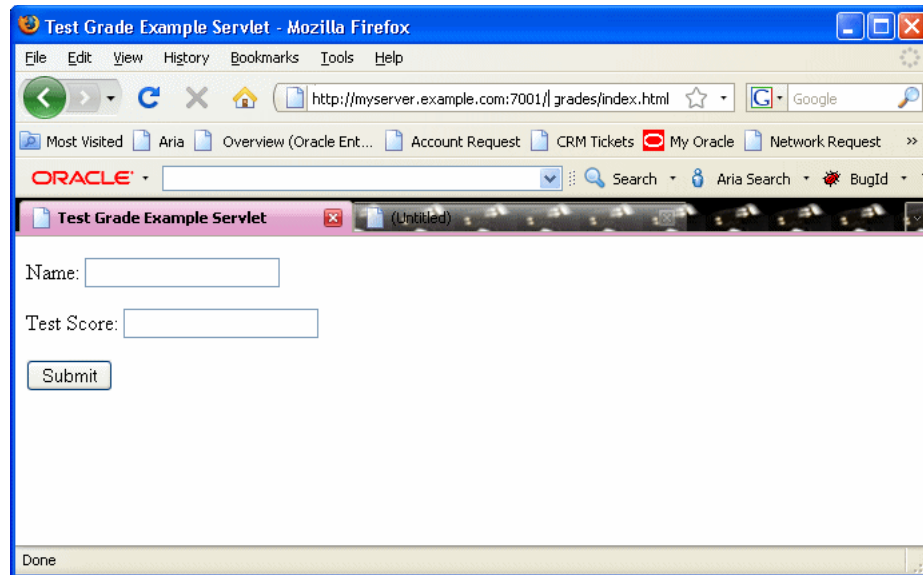 Test Grade Example Servlet - Mozilla Firefox
File Edit View History Bookmarks Tools Help
http://myserver.example.com:7001/ grades/index.html G Google
Most Visited Aria Overview (Oracle Ent... Account Request CRM Tickets My Oracle Network Request »
ORACLE Search Aria Search BugId
Test Grade Example Servlet (Untitled)
Name:
Test Score:
Submit
Done